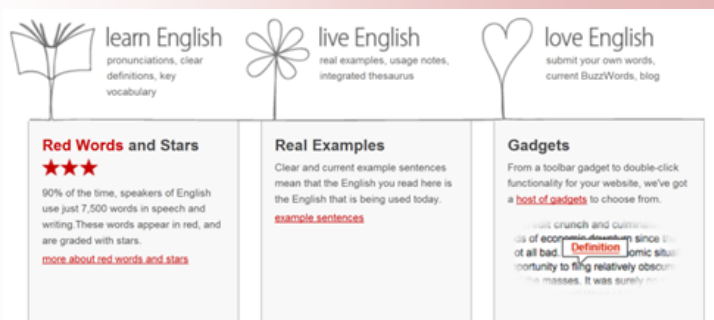 learn English
pronunciations, clear
definitions, key
vocabulary
live English
real examples, usage notes,
integrated thesaurus
love English
submit your own words,
current BuzzWords, blog
Red Words and Stars
90% of the time, speakers of English
use just 7,500 words in speech and
writing.These words appear in red, and
are graded with stars.
more about red words and stars
Real Examples
Clear and current example sentences
mean that the English you read here is
the English that is being used today.
example sentences
Gadgets
From a toolbar gadget to double-click
functionality for your website, we've got
a host of gadgets to choose from.
crunch and
of economic downturn since
all bad. Definition
to fling relatively
masses. It was surely